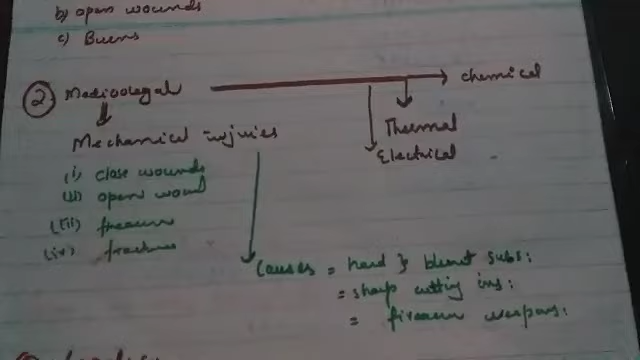 b) open wounds
c) Burns
② Mediolegal → chemical
Mechanical injuries
Thermal
Electrical
(i) close wounds
(ii) open wound
(iii) firearm
(iv) fracture
Causes = hard & blunt subs:
= sharp cutting ins:
= firearm weapons: